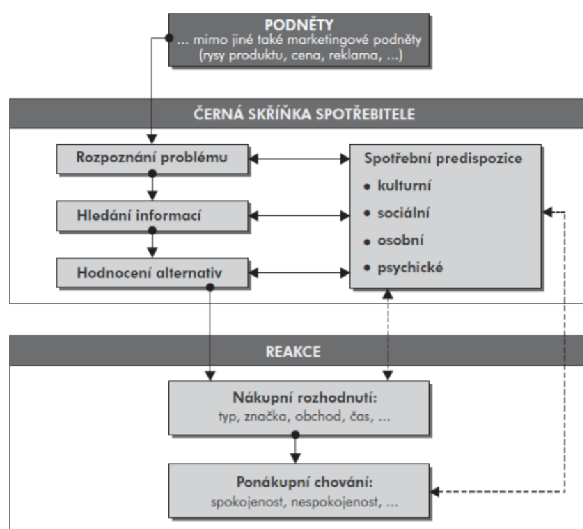 PODNĚTY
... mimo jiné také marketingové podněty
(rysy produktu, cena, reklama, ...)
ČERNÁ SKŘÍŇKA SPOTŘEBITELE
Rozpoznání problému
Hledání informací
Hodnocení alternativ
Spotřební predispozice
• kulturní
• sociální
• osobní
• psychické
REAKCE
Nákupní rozhodnutí:
typ, značka, obchod, čas, ...
Ponákupní chování:
spokojenost, nespokojenost, ...